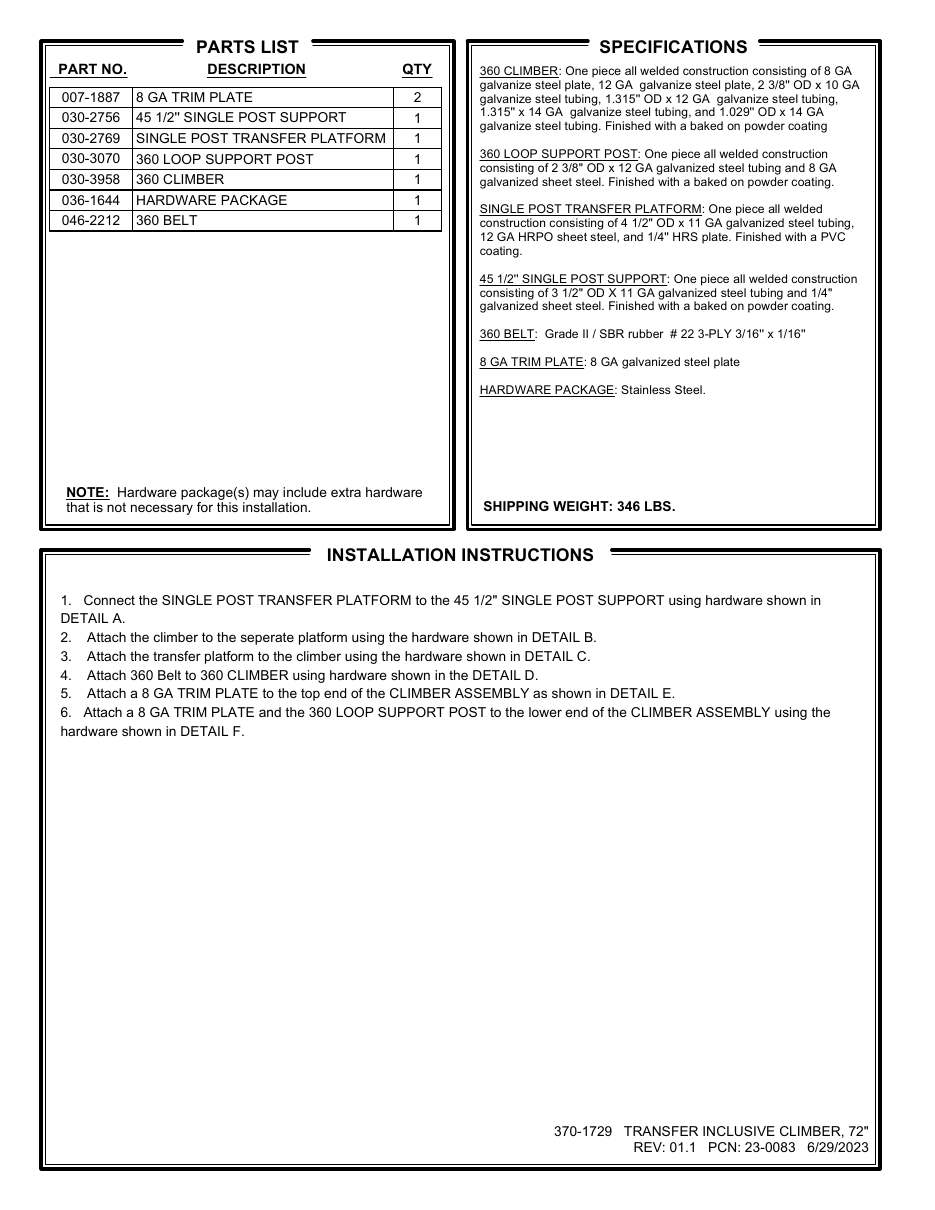 PARTS LIST
PART NO. DESCRIPTION QTY
007-1887 8 GA TRIM PLATE 2
030-2756 45 1/2" SINGLE POST SUPPORT 1
030-2769 SINGLE POST TRANSFER PLATFORM 1
030-3070 360 LOOP SUPPORT POST 1
030-3958 360 CLIMBER 1
036-1644 HARDWARE PACKAGE 1
046-2212 360 BELT 1
NOTE: Hardware package(s) may include extra hardware
that is not necessary for this installation.
SPECIFICATIONS
360 CLIMBER: One piece all welded construction consisting of 8 GA
galvanize steel plate, 12 GA galvanize steel plate, 2 3/8" OD x 10 GA
galvanize steel tubing, 1.315" OD x 12 GA galvanize steel tubing,
1.315" x 14 GA galvanize steel tubing, and 1.029" OD x 14 GA
galvanize steel tubing. Finished with a baked on powder coating
360 LOOP SUPPORT POST: One piece all welded construction
consisting of 2 3/8" OD x 12 GA galvanized steel tubing and 8 GA
galvanized sheet steel. Finished with a baked on powder coating.
SINGLE POST TRANSFER PLATFORM: One piece all welded
construction consisting of 4 1/2" OD x 11 GA galvanized steel tubing,
12 GA HRPO sheet steel, and 1/4" HRS plate. Finished with a PVC
coating.
45 1/2" SINGLE POST SUPPORT: One piece all welded construction
consisting of 3 1/2" OD X 11 GA galvanized steel tubing and 1/4"
galvanized sheet steel. Finished with a baked on powder coating.
360 BELT: Grade II / SBR rubber # 22 3-PLY 3/16" x 1/16"
8 GA TRIM PLATE: 8 GA galvanized steel plate
HARDWARE PACKAGE: Stainless Steel.
SHIPPING WEIGHT: 346 LBS.
INSTALLATION INSTRUCTIONS
1. Connect the SINGLE POST TRANSFER PLATFORM to the 45 1/2" SINGLE POST SUPPORT using hardware shown in
DETAIL A.
2. Attach the climber to the seperate platform using the hardware shown in DETAIL B.
3. Attach the transfer platform to the climber using the hardware shown in DETAIL C.
4. Attach 360 Belt to 360 CLIMBER using hardware shown in the DETAIL D.
5. Attach a 8 GA TRIM PLATE to the top end of the CLIMBER ASSEMBLY as shown in DETAIL E.
6. Attach a 8 GA TRIM PLATE and the 360 LOOP SUPPORT POST to the lower end of the CLIMBER ASSEMBLY using the
hardware shown in DETAIL F.
370-1729 TRANSFER INCLUSIVE CLIMBER, 72"
REV: 01.1 PCN: 23-0083 6/29/2023